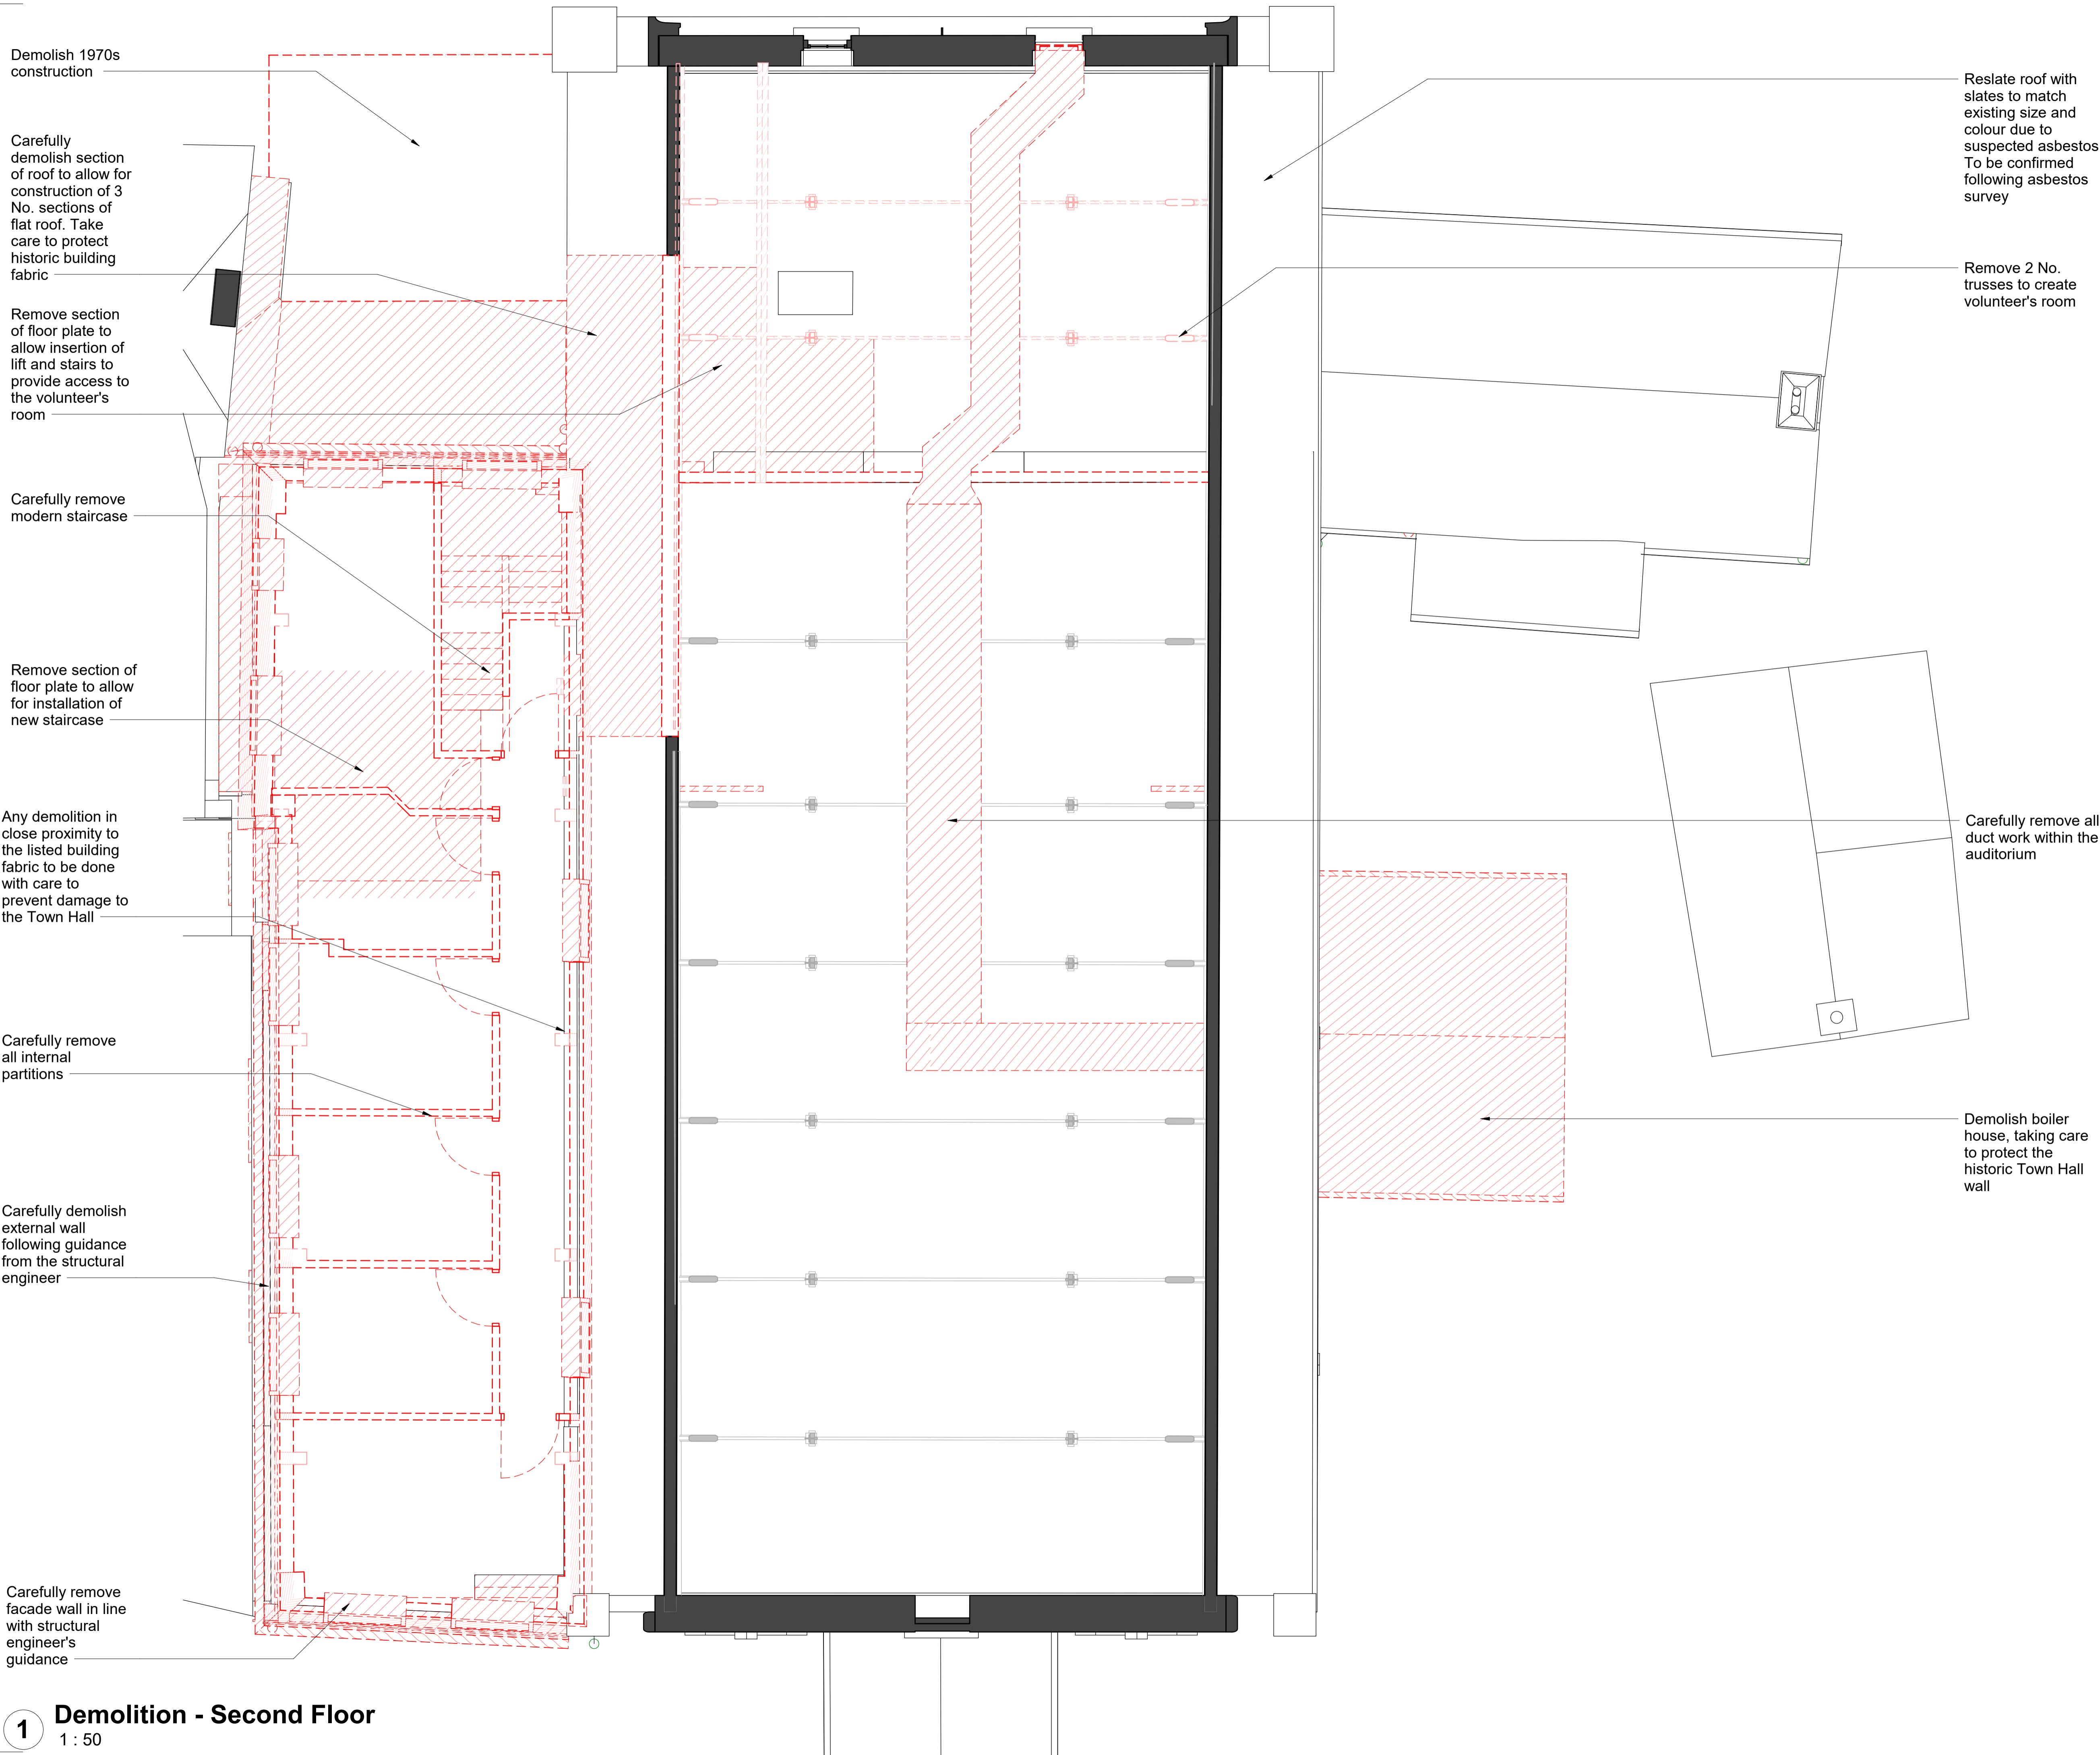 Demolish 1970s
construction
Carefully
demolish section
of roof to allow for
construction of 3
No. sections of
flat roof. Take
care to protect
historic building
fabric
Remove section
of floor plate to
allow insertion of
lift and stairs to
provide access to
the volunteer's
room
Carefully remove
modern staircase
Remove section of
floor plate to allow
for installation of
new staircase
Any demolition in
close proximity to
the listed building
fabric to be done
with care to
prevent damage to
the Town Hall
Carefully remove
all internal
partitions
Carefully demolish
external wall
following guidance
from the structural
engineer
Carefully remove
facade wall in line
with structural
engineer's
guidance
Reslate roof with
slates to match
existing size and
colour due to
suspected asbestos
To be confirmed
following asbestos
survey
Remove 2 No.
trusses to create
volunteer's room
Carefully remove all
duct work within the
auditorium
Demolish boiler
house, taking care
to protect the
historic Town Hall
wall
1 Demolition - Second Floor
1 : 50